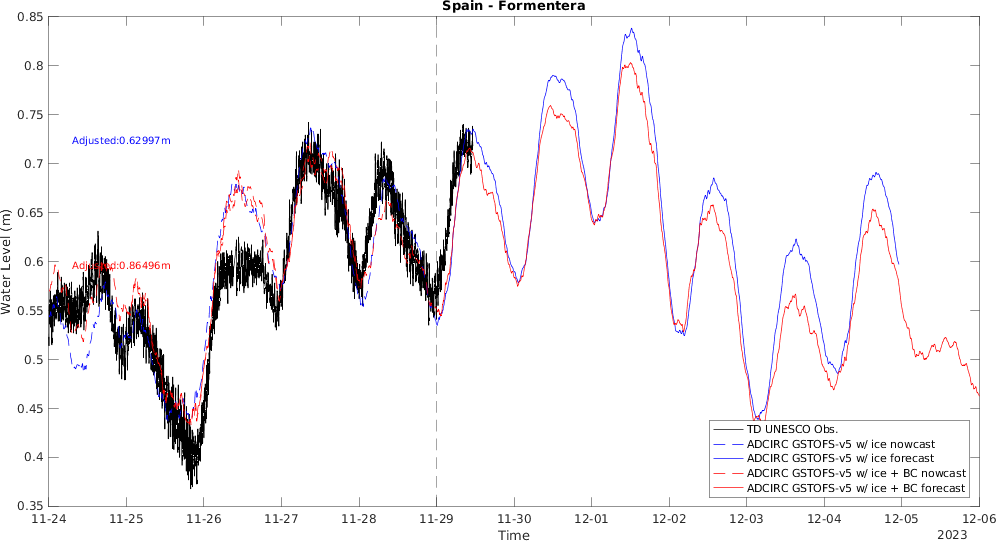 Spain - Formentera
0.85
0.8
0.75
0.7
0.65
0.6
0.55
0.5
0.45
0.4
0.35
Water Level (m)
Adjusted:0.62997m
Adjusted:0.86496m
TD UNESCO Obs.
ADCIRC GSTOFS-v5 w/ ice nowcast
ADCIRC GSTOFS-v5 w/ ice forecast
ADCIRC GSTOFS-v5 w/ ice + BC nowcast
ADCIRC GSTOFS-v5 w/ ice + BC forecast
11-24 11-25 11-26 11-27 11-28 11-29 11-30 12-01 12-02 12-03 12-04 12-05 12-06
Time
2023